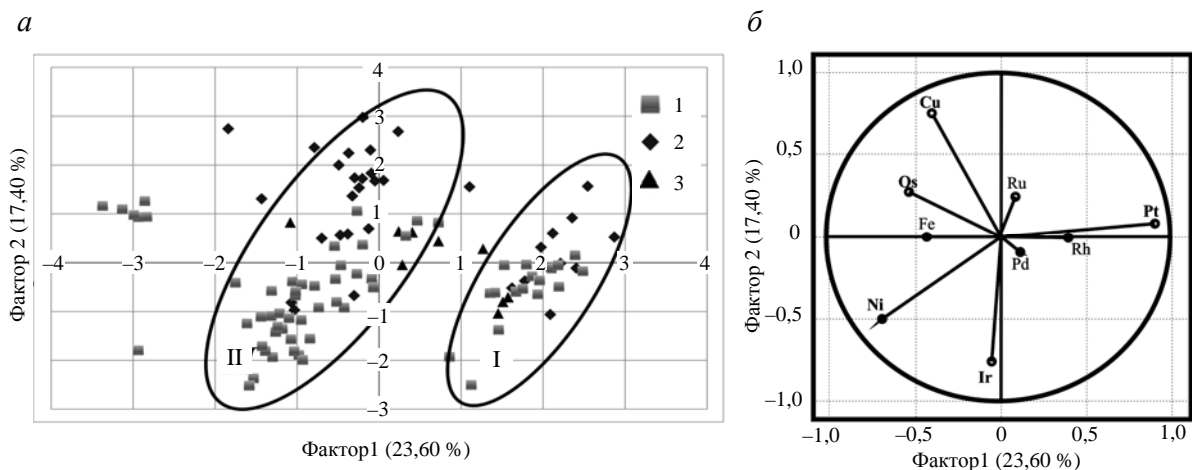 а
Фактор 2 (17,40 %)
4
3
2
1
0
–1
–2
–3
–4 –3 –2 –1 0 1 2 3 4
1
2
3
II
I
Фактор1 (23,60 %)
б
Фактор 2 (17,40 %)
1,0
0,5
0
–0,5
–1,0
Cu
Os
Ru
Fe
Pt
Rh
Pd
Ni
Ir
–1,0 –0,5 0 0,5 1,0
Фактор1 (23,60 %)